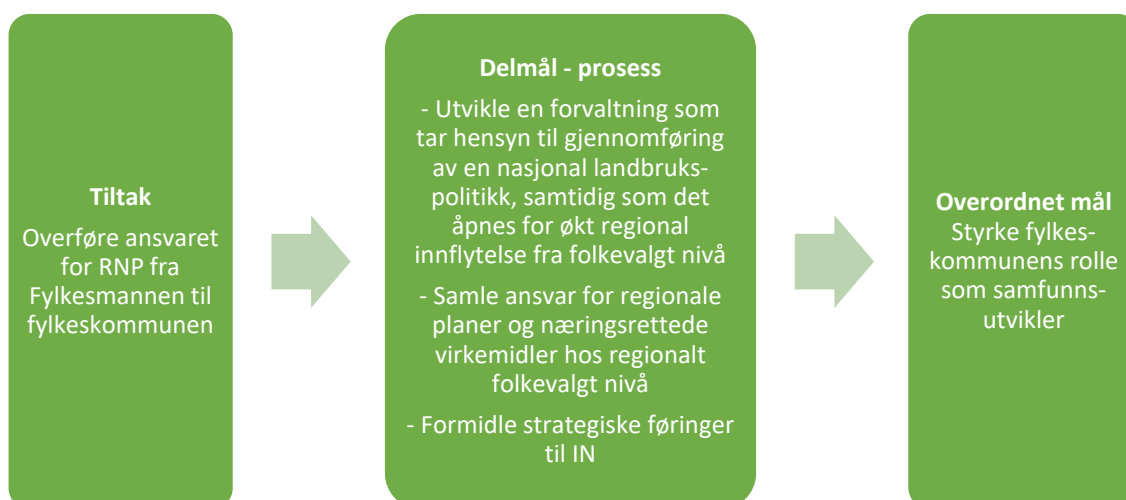 Tiltak
Overføre ansvaret
for RNP fra
Fylkesmannen til
fylkeskommunen
Delmål - prosess
- Utvikle en forvaltning som
tar hensyn til gjennomføring
av en nasjonal landbruks-
politikk, samtidig som det
åpnes for økt regional
innflytelse fra folkevalgt nivå
- Samle ansvar for regionale
planer og næringsrettede
virkemidler hos regionalt
folkevalgt nivå
- Formidle strategiske føringer
til IN
Overordnet mål
Styrke fylkes-
kommunens rolle
som samfunns-
utvikler